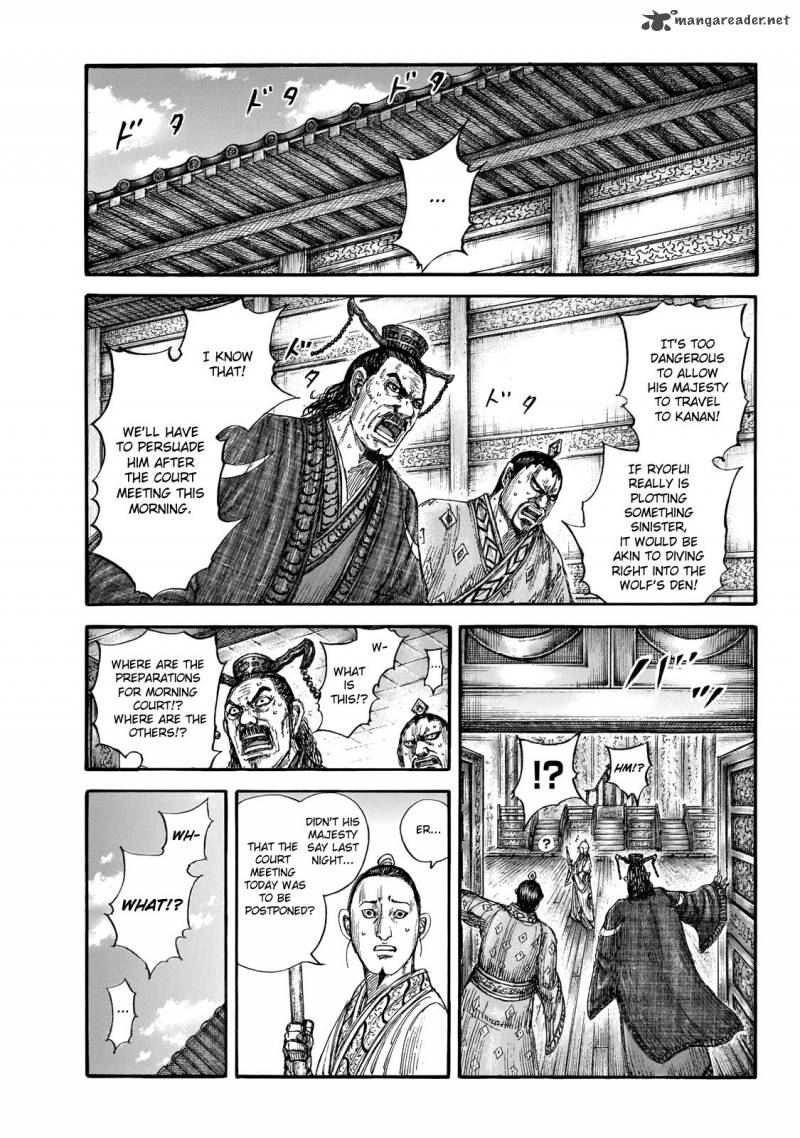 mangareader.net
ドタ
ドタ
ドタ
...
IT'S TOO
DANGEROUS
TO ALLOW
HIS MAJESTY
TO TRAVEL
TO KANAN!
IF RYOFUI
REALLY IS
PLOTTING
SOMETHING
SINISTER,
IT WOULD BE
AKIN TO DIVING
RIGHT INTO THE
WOLF'S DEN!
ドタ
ドタ
I KNOW
THAT!
WE'LL HAVE
TO PERSUADE
HIM AFTER
THE COURT
MEETING THIS
MORNING.
バンッ
HM!?
!?
?
...
W-
WHAT
IS
THIS!?
WHERE ARE THE
PREPARATIONS
FOR MORNING
COURT!?
WHERE ARE THE
OTHERS!?
ER...
DIDN'T HIS
MAJESTY
SAY LAST
NIGHT...
THAT THE
COURT
MEETING
TODAY WAS
TO BE
POSTPONED?
WH-
WHAT!?
...